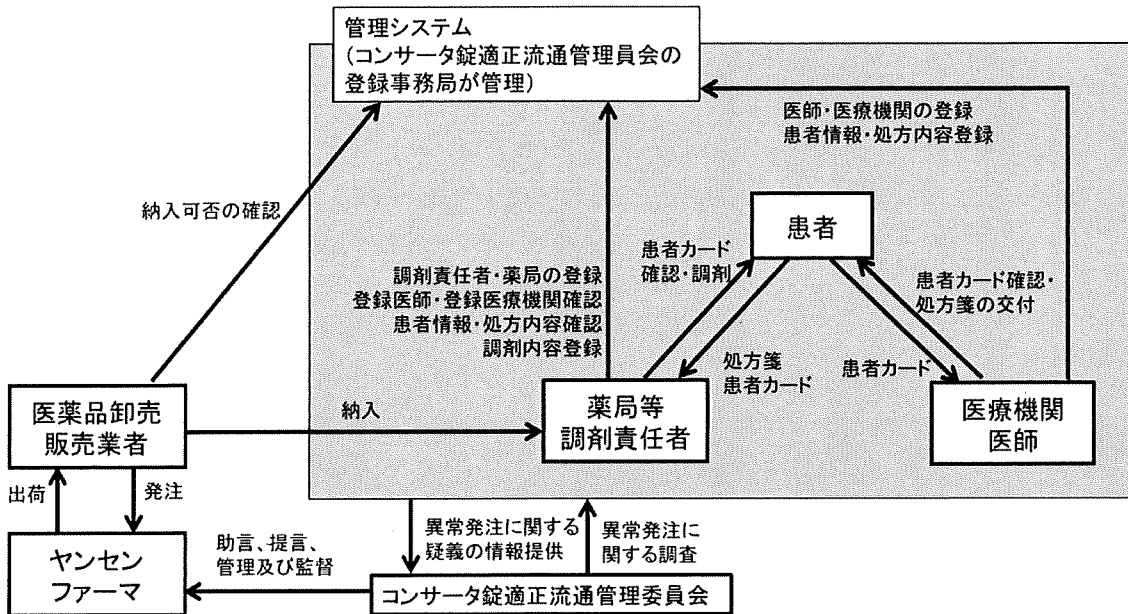 管理システム
(コンサータ錠適正流通管理員会の
登録事務局が管理)
医師・医療機関の登録
患者情報・処方内容登録
納入可否の確認
患者
患者カード
確認・調剤
患者カード確認・
処方箋の交付
調剤責任者・薬局の登録
登録医師・登録医療機関確認
患者情報・処方内容確認
調剤内容登録
処方箋
患者カード
患者カード
医薬品卸売
販売業者
納入
薬局等
調剤責任者
医療機関
医師
出荷
発注
異常発注に関する
疑義の情報提供
異常発注に
関する調査
ヤンセン
ファーマ
助言、提言、
管理及び監督
コンサータ錠適正流通管理委員会